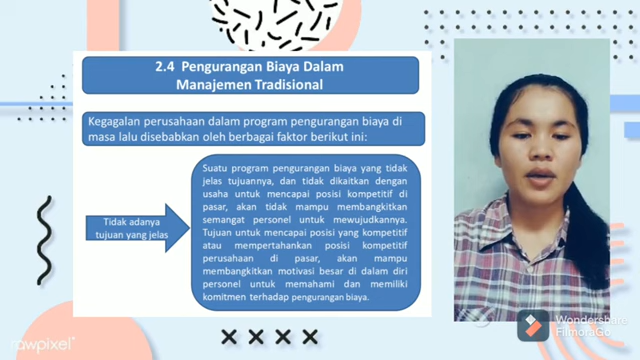 2.4 Pengurangan Biaya Dalam
Manajemen Tradisional
Kegagalan perusahaan dalam program pengurangan biaya di
masa lalu disebabkan oleh berbagai faktor berikut ini:
Tidak adanya
tujuan yang jelas
Suatu program pengurangan biaya yang tidak
jelas tujuannya, dan tidak dikaitkan dengan
usaha untuk mencapai posisi kompetitif di
pasar, akan tidak mampu membangkitkan
semangat personel untuk mewujudkannya.
Tujuan untuk mencapai posisi yang kompetitif
atau mempertahankan posisi kompetitif
perusahaan di pasar, akan mampu
membangkitkan motivasi besar di dalam diri
personel untuk memahami dan memiliki
komitmen terhadap pengurangan biaya.
Wondershare
FilmoraGo
rawpixel